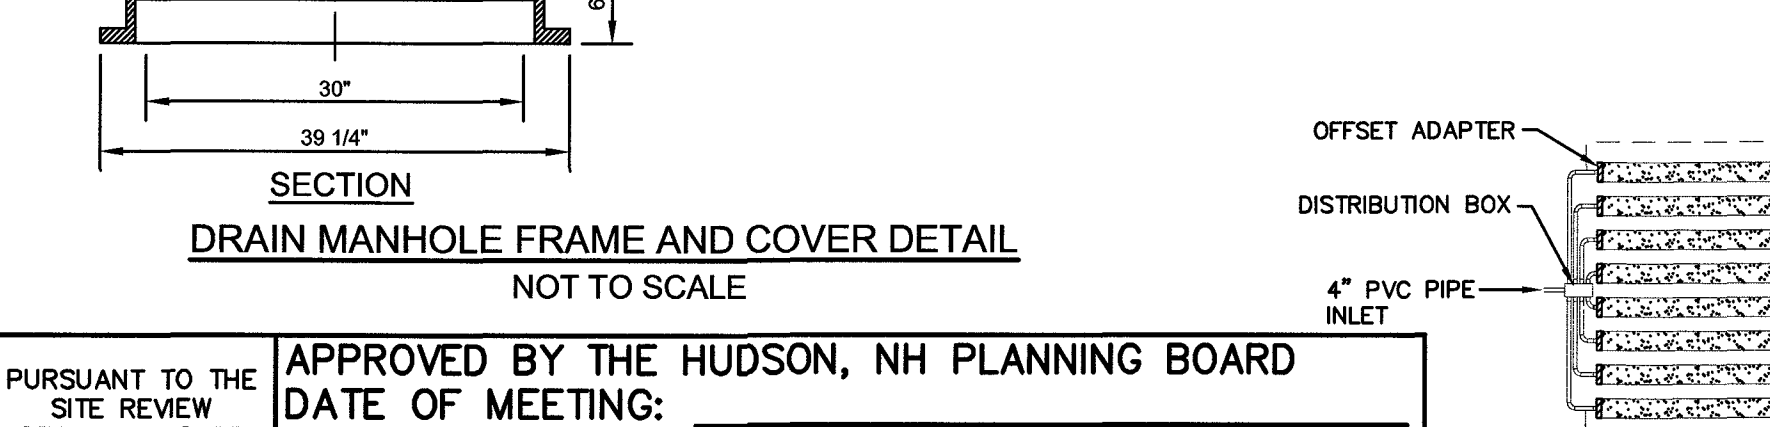 6
30"
39 1/4"
SECTION
DRAIN MANHOLE FRAME AND COVER DETAIL
NOT TO SCALE
OFFSET ADAPTER
DISTRIBUTION BOX
4" PVC PIPE
INLET
PURSUANT TO THE
SITE REVIEW
APPROVED BY THE HUDSON, NH PLANNING BOARD
DATE OF MEETING: